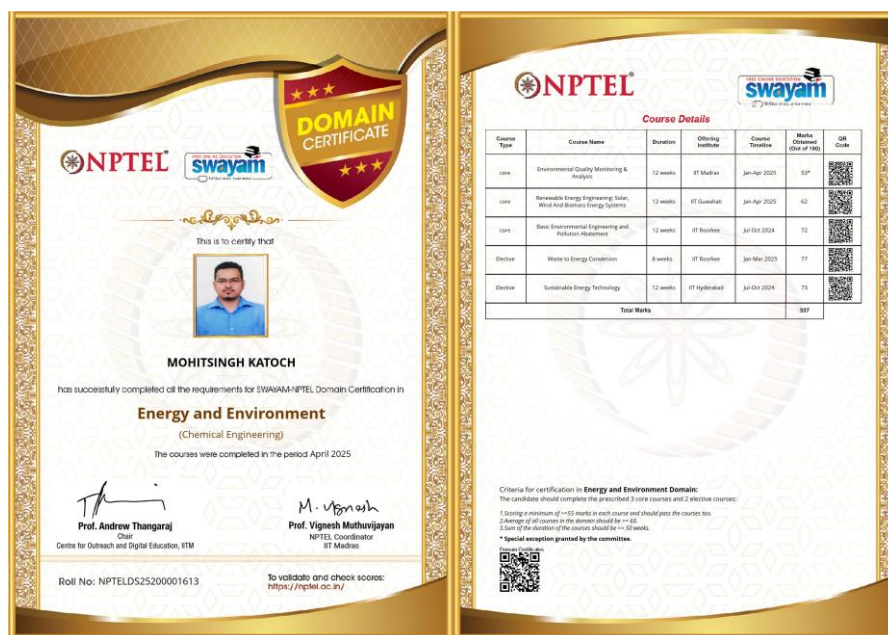 DOMAIN
CERTIFICATE
NPTEL
FREE ONLINE EDUCATION
swayam
This is to certify that
MOHITSINGH KATOCH
has successfully completed all the requirements for SWAYAM-NPTEL Domain Certification in
Energy and Environment
(Chemical Engineering)
The courses were completed in the period April 2025
Prof. Andrew Thangaraj
Chair
Centre for Outreach and Digital Education, IITM
M. Vignesh
Prof. Vignesh Muthuvijayan
NPTEL Coordinator
IIT Madras
Roll No: NPTELDS25200001613
To validate and check scores:
https://nptel.ac.in/
NPTEL
FREE ONLINE EDUCATION
swayam
Course Details
Course Type Course Name Duration Offering Institute Course Timeline Marks Obtained (Out of 100) QR Code
core Environmental Quality Monitoring & Analysis 12 weeks IIT Madras Jan-Apr 2025 53*
core Renewable Energy Engineering: Solar, Wind And Biomass Energy Systems 12 weeks IIT Guwahati Jan-Apr 2025 62
core Basic Environmental Engineering and Pollution Abatement 12 weeks IIT Roorkee Jul-Oct 2024 72
Elective Waste to Energy Conversion 8 weeks IIT Roorkee Jan-Mar 2025 77
Elective Sustainable Energy Technology 12 weeks IIT Hyderabad Jul-Oct 2024 73
Total Marks 337
Criteria for certification in Energy and Environment Domain:
The candidate should complete the prescribed 3 core courses and 2 elective courses:
1.Scoring a minimum of >=55 marks in each course and should pass the courses too.
2.Average of all courses in the domain should be >= 60.
3.Sum of the duration of the courses should be >= 50 weeks.
* Special exception granted by the committee.
Domain Certificates